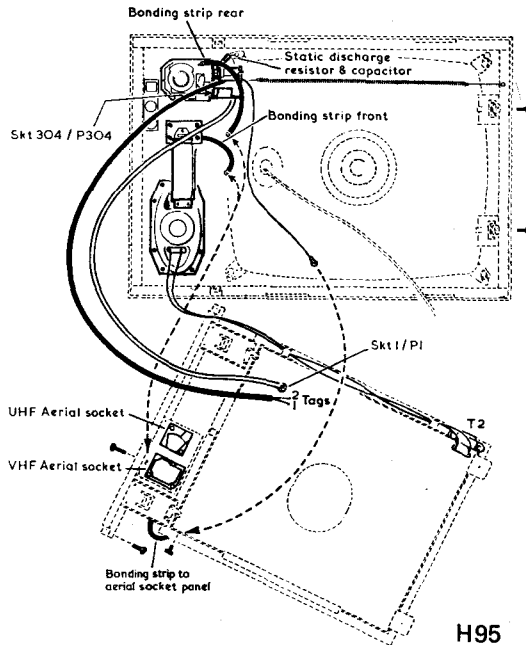 Bonding strip rear
Static discharge
resistor & capacitor
Skt 304 / P304
Bonding strip front
Skt 1 / P1
2
1 Tags
UHF Aerial socket
VHF Aerial socket
T2
Bonding strip to
aerial socket panel
H95